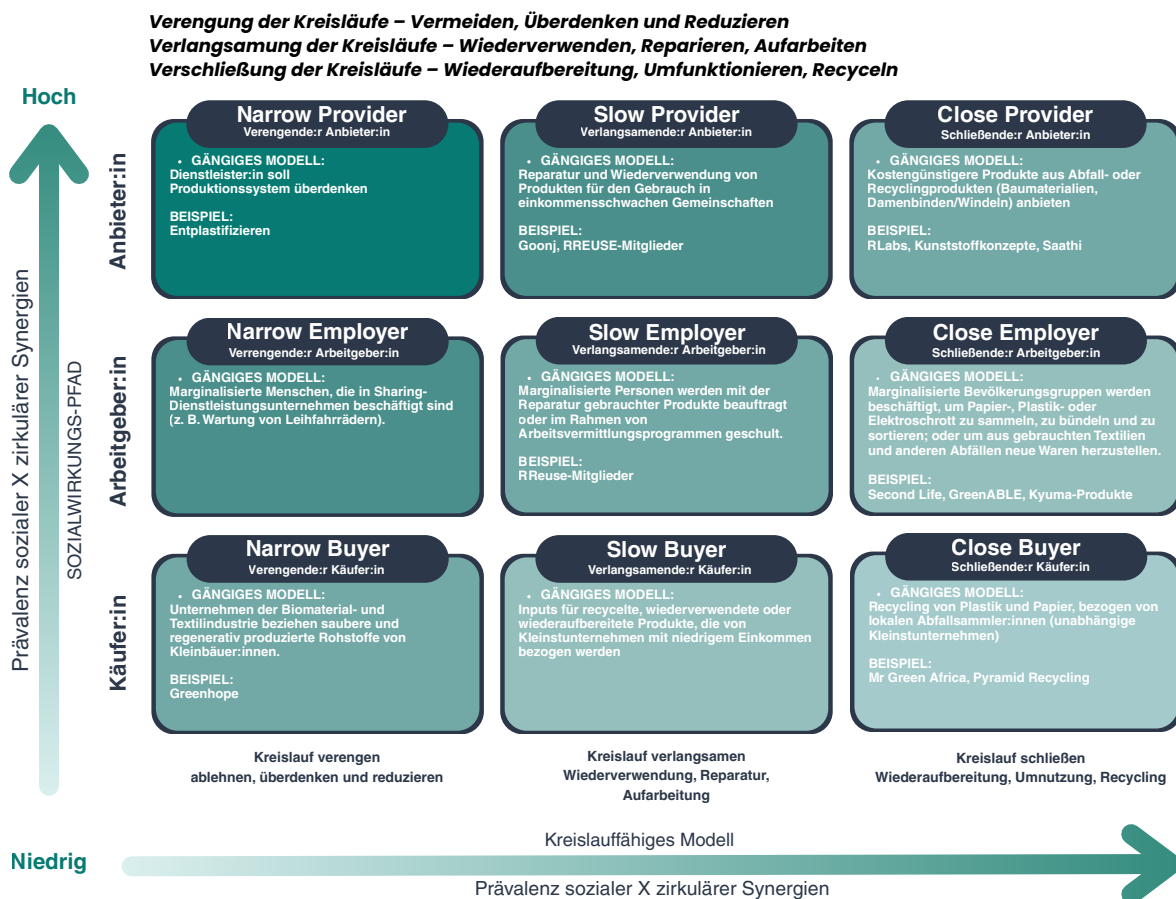 Verengung der Kreisläufe – Vermeiden, Überdenken und Reduzieren
Verlangsamung der Kreisläufe – Wiederverwenden, Reparieren, Aufarbeiten
Verschließung der Kreisläufe – Wiederaufbereitung, Umfunktionieren, Recyceln
Hoch
Prävalenz sozialer X zirkulärer Synergien
SOZIALWIRKUNGS-PFAD
Anbieter:in
Narrow Provider
Verengende:r Anbieter:in
• GÄNGIGES MODELL:
Dienstleister:in soll
Produktionssystem überdenken
BEISPIEL:
Entplastifizieren
Slow Provider
Verlangsamende:r Anbieter:in
• GÄNGIGES MODELL:
Reparatur und Wiederverwendung von
Produkten für den Gebrauch in
einkommensschwachen Gemeinschaften
BEISPIEL:
Goonj, RREUSE-Mitglieder
Close Provider
Schließende:r Anbieter:in
• GÄNGIGES MODELL:
Kostengünstigere Produkte aus Abfall- oder
Recyclingprodukten (Baumaterialien,
Damenbinden/Windeln) anbieten
BEISPIEL:
RLabs, Kunststoffkonzepte, Saathi
Arbeitgeber:in
Narrow Employer
Verrengende:r Arbeitgeber:in
• GÄNGIGES MODELL:
Marginalisierte Menschen, die in Sharing-
Dienstleistungsunternehmen beschäftigt sind
(z. B. Wartung von Leihfahrrädern).
Slow Employer
Verlangsamende:r Arbeitgeber:in
• GÄNGIGES MODELL:
Marginalisierte Personen werden mit der
Reparatur gebrauchter Produkte beauftragt
oder im Rahmen von
Arbeitsvermittlungsprogrammen geschult.
BEISPIEL:
RReuse-Mitglieder
Close Employer
Schließende:r Arbeitgeber:in
• GÄNGIGES MODELL:
Marginalisierte Bevölkerungsgruppen werden
beschäftigt, um Papier-, Plastik- oder
Elektroschrott zu sammeln, zu bündeln und zu
sortieren; oder um aus gebrauchten Textilien
und anderen Abfällen neue Waren herzustellen.
BEISPIEL:
Second Life, GreenABLE, Kyuma-Produkte
Käufer:in
Narrow Buyer
Verengende:r Käufer:in
• GÄNGIGES MODELL:
Unternehmen der Biomaterial- und
Textilindustrie beziehen saubere und
regenerativ produzierte Rohstoffe von
Kleinbäuer:innen.
BEISPIEL:
Greenhope
Slow Buyer
Verlangsamende:r Käufer:in
• GÄNGIGES MODELL:
Inputs für recycelte, wiederverwendete oder
wiederaufbereitete Produkte, die von
Kleinstunternehmen mit niedrigem Einkommen
bezogen werden
Close Buyer
Schließende:r Käufer:in
• GÄNGIGES MODELL:
Recycling von Plastik und Papier, bezogen von
lokalen Abfallsammler:innen (unabhängige
Kleinstunternehmen)
BEISPIEL:
Mr Green Africa, Pyramid Recycling
Kreislauf verengen
ablehnen, überdenken und reduzieren
Kreislauf verlangsamen
Wiederverwendung, Reparatur,
Aufarbeitung
Kreislauf schließen
Wiederaufbereitung, Umnutzung, Recycling
Niedrig
Kreislauffähiges Modell
Prävalenz sozialer X zirkulärer Synergien